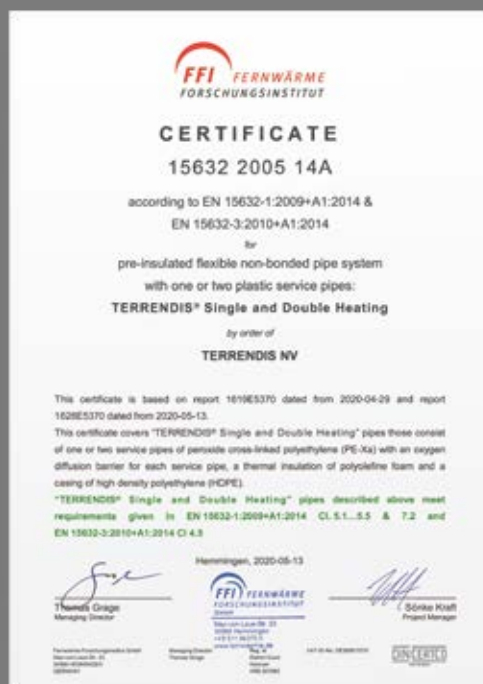 FFI FERNWÄRME
FORSCHUNGSINSTITUT
CERTIFICATE
15632 2005 14A
according to EN 15632-1:2009+A1:2014 &
EN 15632-3:2010+A1:2014
for
pre-insulated flexible non-bonded pipe system
with one or two plastic service pipes:
TERRENDIS® Single and Double Heating
by order of
TERRENDIS NV
This certificate is based on report 1619E5370 dated from 2020-04-29 and report
1628E5370 dated from 2020-05-13.
This certificate covers "TERRENDIS® Single and Double Heating" pipes those consist
of one or two service pipes of peroxide cross-linked polyethylene (PE-Xa) with an oxygen
diffusion barrier for each service pipe, a thermal insulation of polyolefine foam and a
casing of high density polyethylene (HDPE).
"TERRENDIS® Single and Double Heating" pipes described above meet
requirements given in EN 15632-1:2009+A1:2014 Cl. 5.1...5.5 & 7.2 and
EN 15632-3:2010+A1:2014 Cl 4.5
Hemmingen, 2020-05-13
FFI FERNWÄRME
FORSCHUNGSINSTITUT
Thomas Grage
Managing Director
Sönke Kraft
Project Manager
Managing Director
Thomas Grage
DIN CERTCO